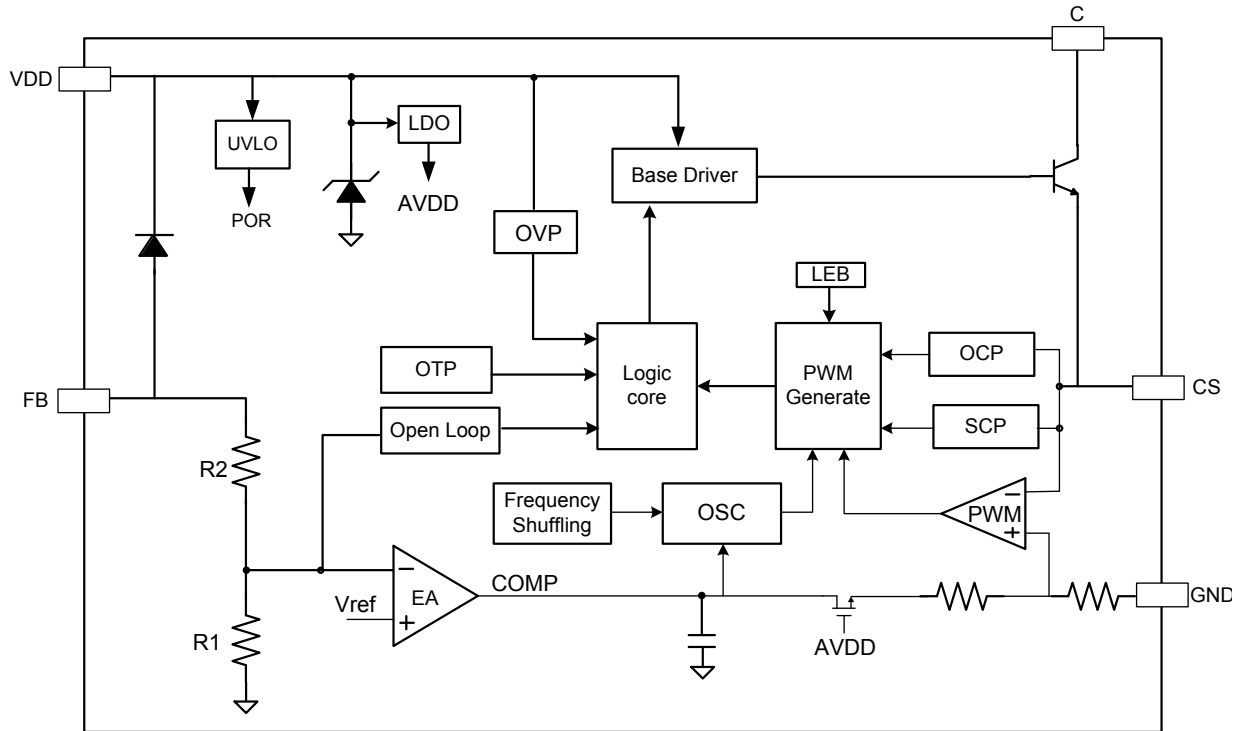 C
VDD
UVLO
LDO
Base Driver
POR
AVDD
OVP
LEB
OTP
Logic
core
PWM
Generate
OCP
FB
CS
Open Loop
SCP
R2
Frequency
Shuffling
OSC
PWM
−
+
−
EA
+
COMP
Vref
GND
R1
AVDD